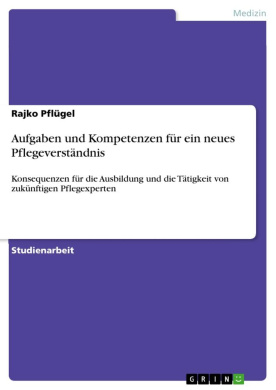 Medizin
Rajko Pflügel
Aufgaben und Kompetenzen für ein neues
Pflegeverständnis
Konsequenzen für die Ausbildung und die Tätigkeit von
zukünftigen Pflegexperten
Studienarbeit
GRIN